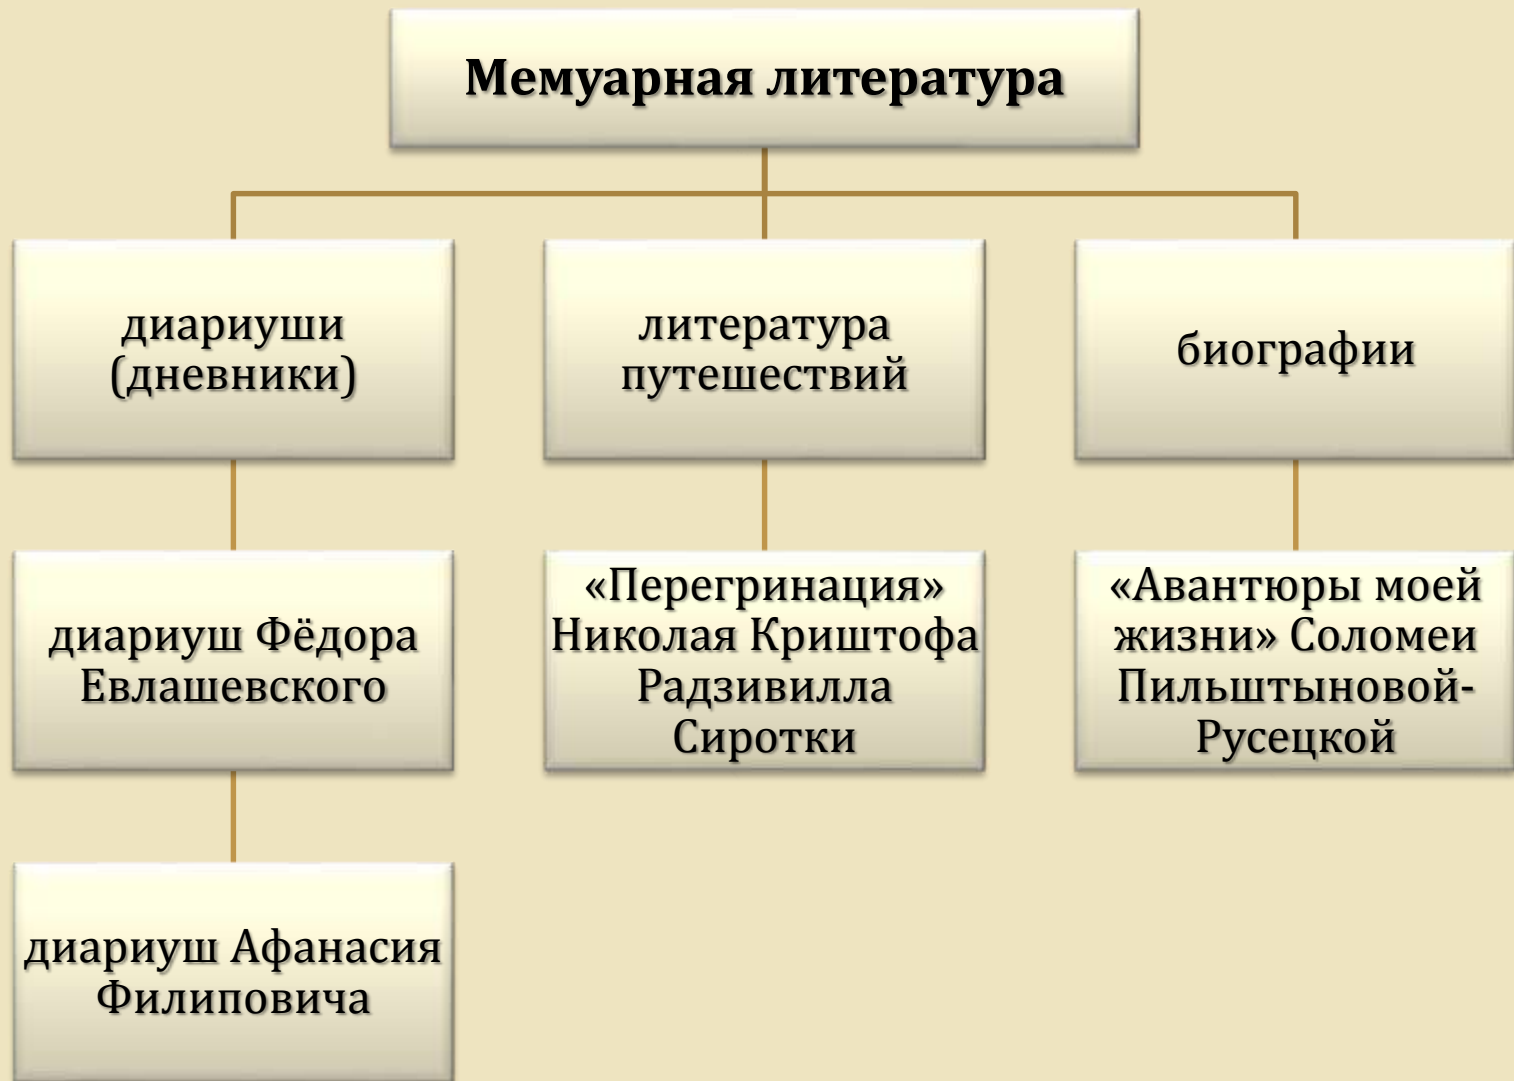 Мемуарная литература
диариуши
(дневники)
литература
путешествий
биографии
диариуш Фёдора
Евлашевского
«Перегринация»
Николая Криштофа
Радзивилла
Сиротки
«Авантюры моей
жизни» Соломеи
Пильштыновой-
Русецкой
диариуш Афанасия
Филиповича